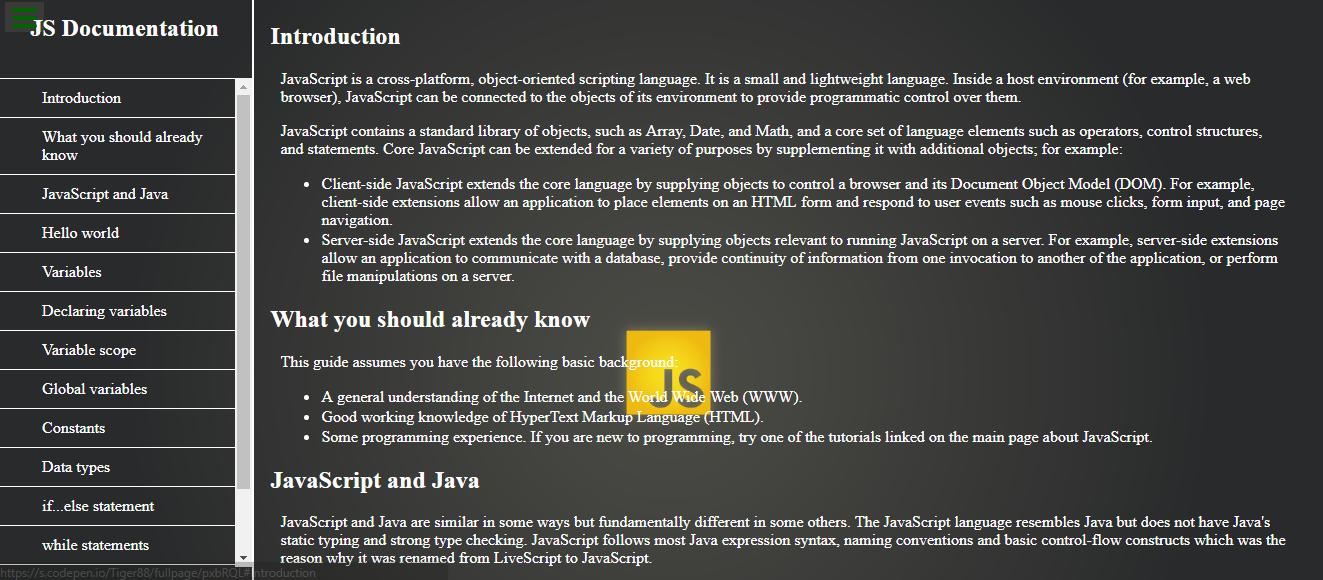 JS Documentation
Introduction
What you should already
know
JavaScript and Java
Hello world
Variables
Declaring variables
Variable scope
Global variables
Constants
Data types
if...else statement
while statements
Introduction
JavaScript is a cross-platform, object-oriented scripting language. It is a small and lightweight language. Inside a host environment (for example, a web
browser), JavaScript can be connected to the objects of its environment to provide programmatic control over them.
JavaScript contains a standard library of objects, such as Array, Date, and Math, and a core set of language elements such as operators, control structures,
and statements. Core JavaScript can be extended for a variety of purposes by supplementing it with additional objects; for example:
• Client-side JavaScript extends the core language by supplying objects to control a browser and its Document Object Model (DOM). For example,
client-side extensions allow an application to place elements on an HTML form and respond to user events such as mouse clicks, form input, and page
navigation.
• Server-side JavaScript extends the core language by supplying objects relevant to running JavaScript on a server. For example, server-side extensions
allow an application to communicate with a database, provide continuity of information from one invocation to another of the application, or perform
file manipulations on a server.
What you should already know
This guide assumes you have the following basic background:
JS
• A general understanding of the Internet and the World Wide Web (WWW).
• Good working knowledge of HyperText Markup Language (HTML).
• Some programming experience. If you are new to programming, try one of the tutorials linked on the main page about JavaScript.
JavaScript and Java
JavaScript and Java are similar in some ways but fundamentally different in some others. The JavaScript language resembles Java but does not have Java's
static typing and strong type checking. JavaScript follows most Java expression syntax, naming conventions and basic control-flow constructs which was the
reason why it was renamed from LiveScript to JavaScript.
https://s.codepen.io/Tiger88/fullpage/pxbRQL#introduction